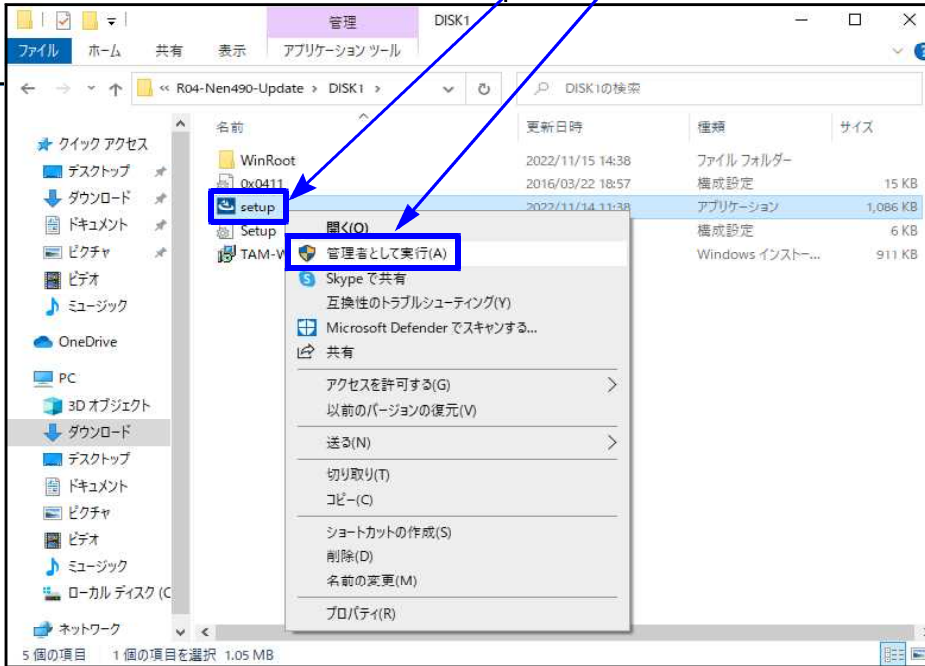 管理
DISK1
ファイル ホーム 共有 表示 アプリケーション ツール
« R04-Nen490-Update › DISK1 ›
DISK1の検索
名前 更新日時 種類 サイズ
クイック アクセス
デスクトップ
ダウンロード
ドキュメント
ピクチャ
ビデオ
ミュージック
OneDrive
PC
3D オブジェクト
ダウンロード
デスクトップ
ドキュメント
ピクチャ
ビデオ
ミュージック
ローカル ディスク (C
ネットワーク
WinRoot 2022/11/15 14:38 ファイル フォルダー
0x0411 2016/03/22 18:57 構成設定 15 KB
setup 2022/11/14 11:38 アプリケーション 1,086 KB
Setup 構成設定 6 KB
TAM-W Windows インストー... 911 KB
開く(O)
管理者として実行(A)
Skype で共有
互換性のトラブルシューティング(Y)
Microsoft Defender でスキャンする...
共有
アクセスを許可する(G)
以前のバージョンの復元(V)
送る(N)
切り取り(T)
コピー(C)
ショートカットの作成(S)
削除(D)
名前の変更(M)
プロパティ(R)
5 個の項目 1 個の項目を選択 1.05 MB